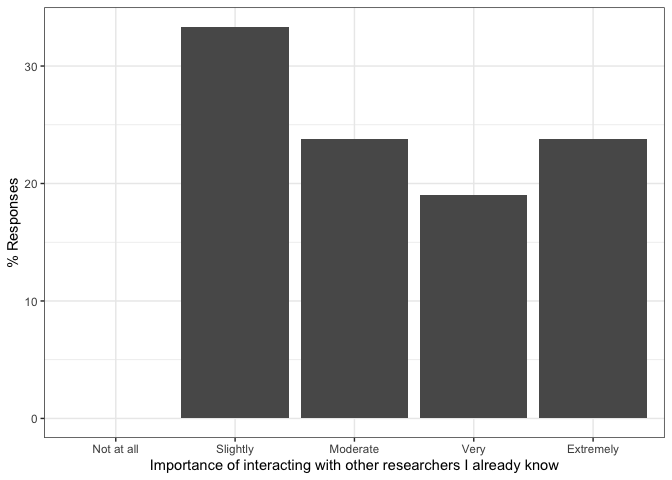 30
20
10
0
% Responses
Not at all Slightly Moderate Very Extremely
Importance of interacting with other researchers I already know